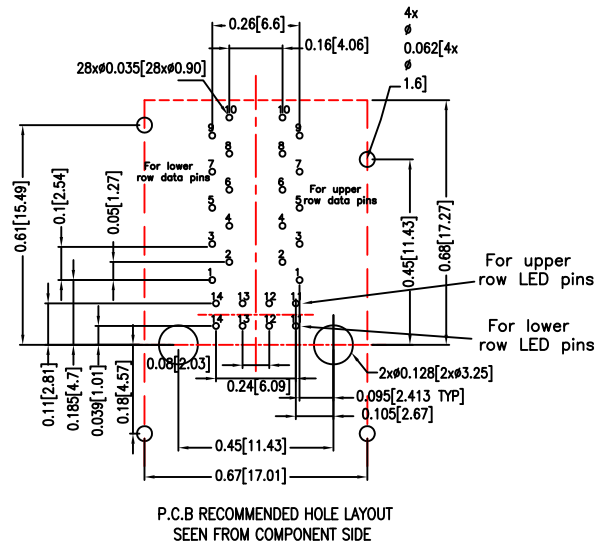 4x
ø
0.062[4x
ø
1.6]
0.26[6.6]
0.16[4.06]
28xø0.035[28xø0.90]
10 10
9 9
8 8
For lower
row data pins
7 7
For upper
row data pins
6 6
5 5
4 4
3 3
2 2
1 1
14 13 12 11
14 13 12 11
0.61[15.49]
0.1[2.54]
0.05[1.27]
0.45[11.43]
0.68[17.27]
For upper
row LED pins
For lower
row LED pins
0.11[2.81]
0.185[4.7]
0.039[1.01]
0.18[4.57]
0.08[2.03]
0.24[6.09]
2xø0.128[2xø3.25]
0.095[2.413 TYP]
0.105[2.67]
0.45[11.43]
0.67[17.01]
P.C.B RECOMMENDED HOLE LAYOUT
SEEN FROM COMPONENT SIDE